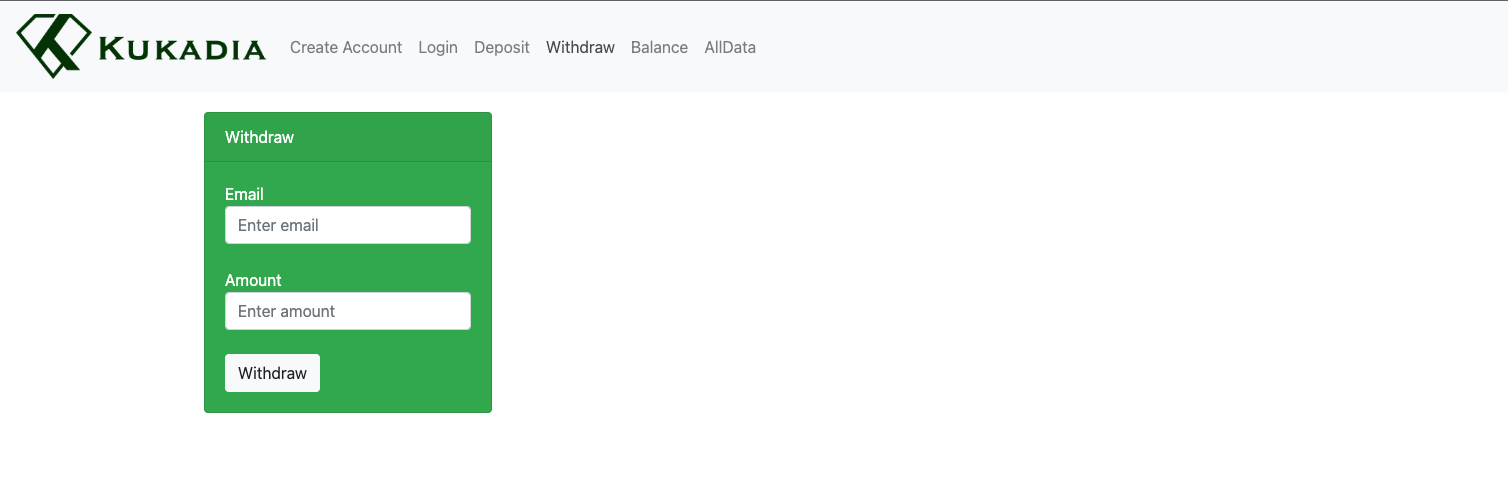 KUKADIA Create Account Login Deposit Withdraw Balance AllData
Withdraw
Email
Enter email
Amount
Enter amount
Withdraw